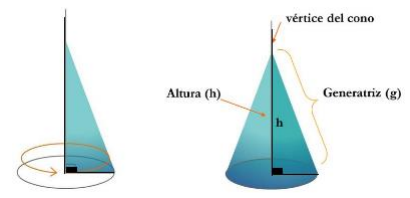 vértice del cono
Altura (h)
Generatriz (g)
h